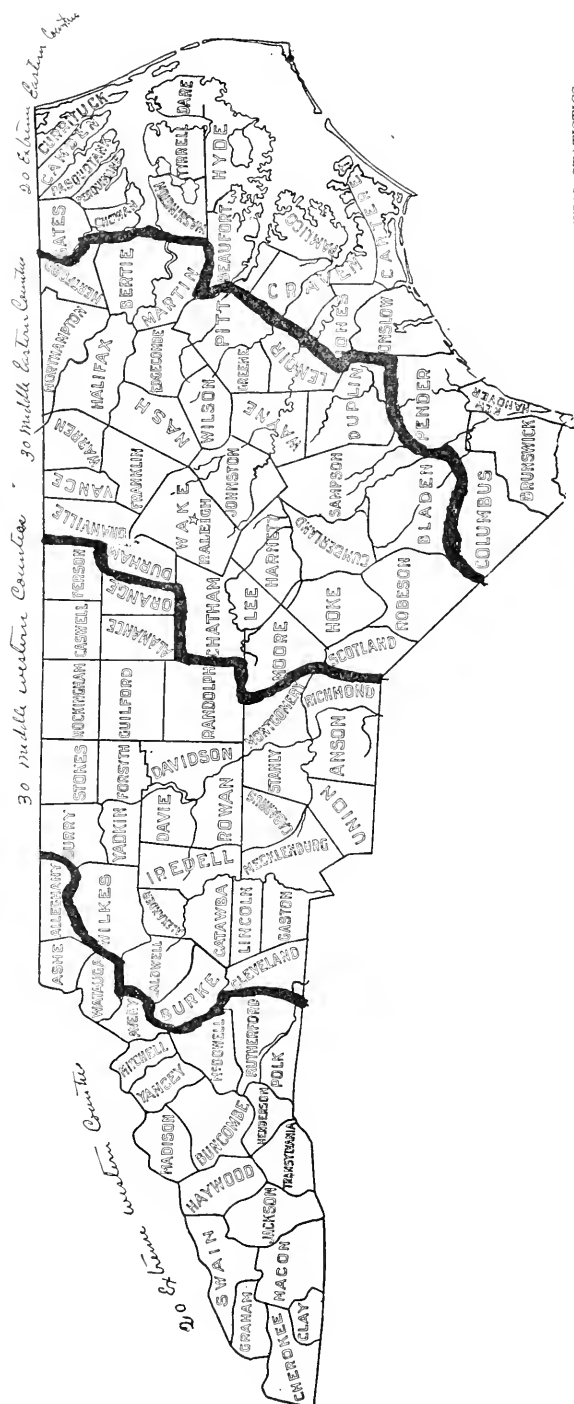 20 Extreme Western Counties
30 Middle western Counties
30 Middle Eastern Counties
20 Extreme Eastern Counties
CHEROKEE
GRAHAM
CLAY
SWAIN
MACON
JACKSON
HAYWOOD
TRANSYLVANIA
MADISON
BUNCOMBE
HENDERSON
YANCEY
MITCHELL
POLK
RUTHERFORD
McDOWELL
AVERY
WATAUGA
ASHE
ALLEGHANY
WILKES
CALDWELL
BURKE
CLEVELAND
ALEXANDER
CATAWBA
LINCOLN
GASTON
SURRY
YADKIN
IREDELL
MECKLENBURG
STOKES
FORSYTH
DAVIE
DAVIDSON
ROWAN
CABARRUS
STANLY
UNION
ANSON
ROCKINGHAM
GUILFORD
RANDOLPH
MONTGOMERY
RICHMOND
CASWELL
ALAMANCE
PERSON
ORANGE
DURHAM
CHATHAM
LEE
MOORE
SCOTLAND
HOKE
ROBESON
GRANVILLE
VANCE
WARREN
FRANKLIN
WAKE
RALEIGH
JOHNSTON
HARNETT
CUMBERLAND
SAMPSON
BLADEN
COLUMBUS
NORTHAMPTON
HALIFAX
NASH
EDGECOMBE
WILSON
WAYNE
GREENE
LENOIR
DUPLIN
PENDER
NEW HANOVER
BRUNSWICK
HERTFORD
BERTIE
MARTIN
PITT
BEAUFORT
CRAVEN
JONES
ONSLOW
CARTERET
PAMLICO
GATES
CHOWAN
PERQUIMANS
PASQUOTANK
CAMDEN
CURRITUCK
WASHINGTON
TYRRELL
DARE
HYDE